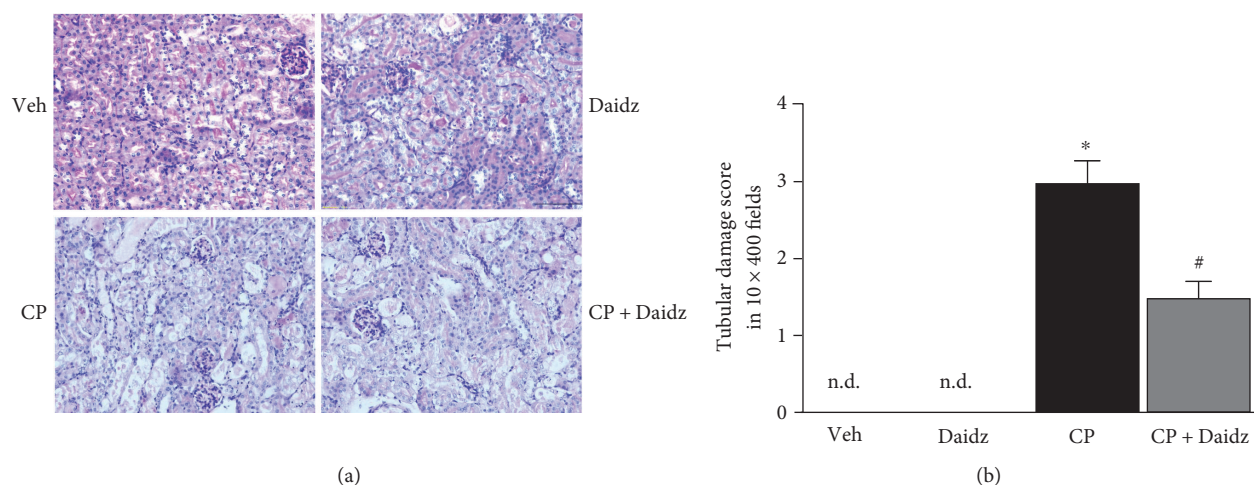 Veh
Daidz
CP
CP + Daidz
(a)
Tubular damage score
in 10 × 400 fields
4
3
2
1
0
n.d.
n.d.
*
#
Veh
Daidz
CP
CP + Daidz
(b)